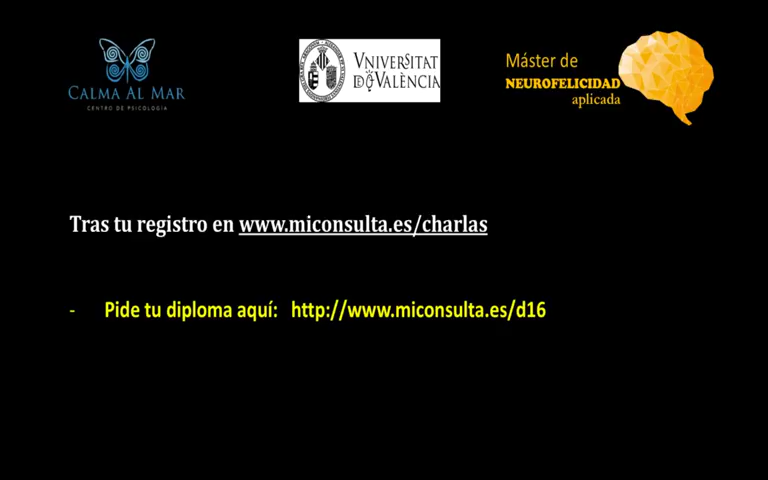 CALMA AL MAR
CENTRO DE PSICOLOGÍA
VNIVERSITAT
DE VALÈNCIA
Máster de
NEUROFELICIDAD
aplicada
Tras tu registro en www.miconsulta.es/charlas
- Pide tu diploma aquí: http://www.miconsulta.es/d16